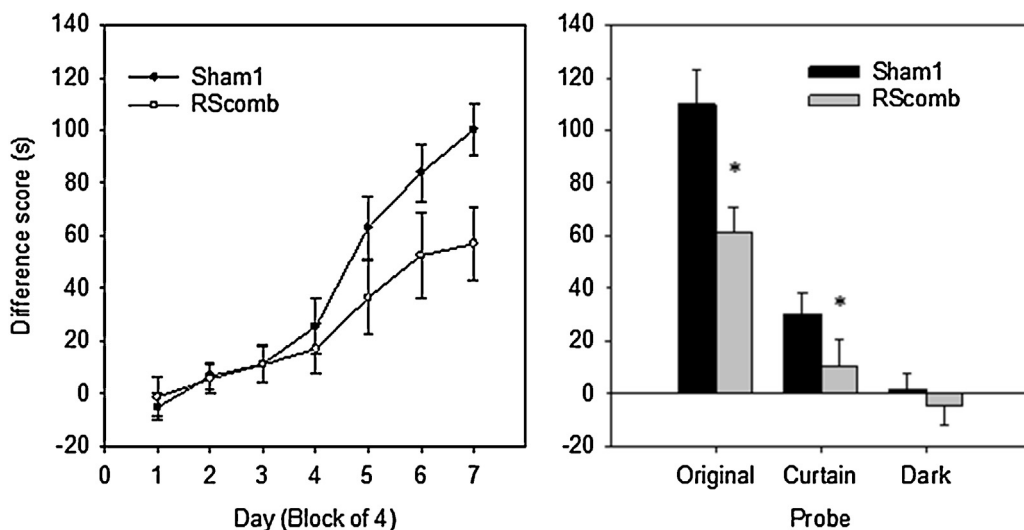 Difference score (s)
140
120
100
80
60
40
20
0
-20
Sham1
RScomb
0 1 2 3 4 5 6 7
Day (Block of 4)
140
120
100
80
60
40
20
0
-20
Sham1
RScomb
*
*
Original Curtain Dark
Probe